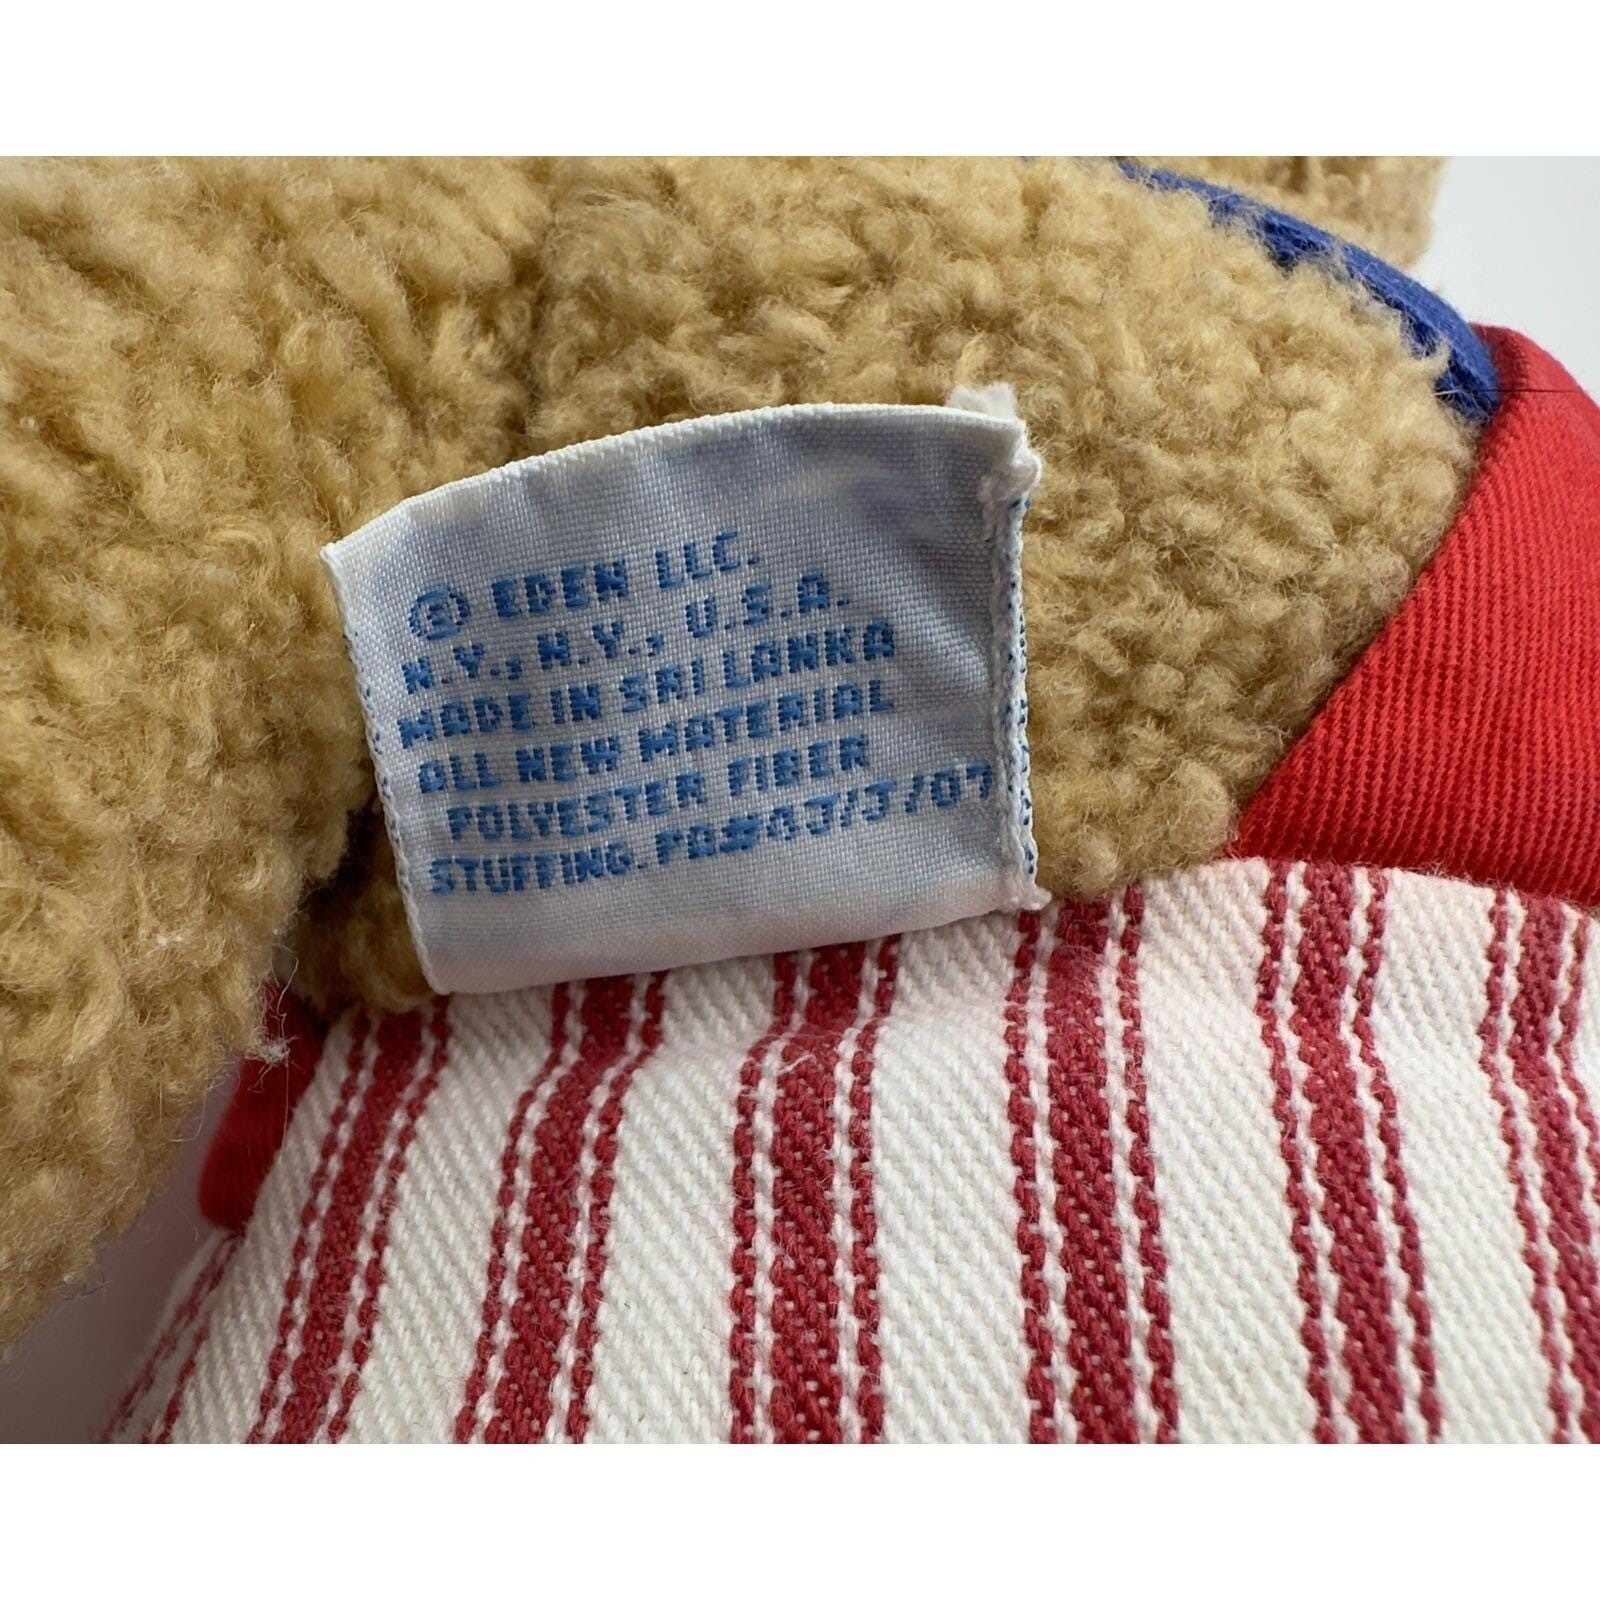 © EDEN LLC.
N.Y., N.Y., U.S.A.
MADE IN SRI LANKA
ALL NEW MATERIAL
POLYESTER FIBER
STUFFING. PA#43/3/07